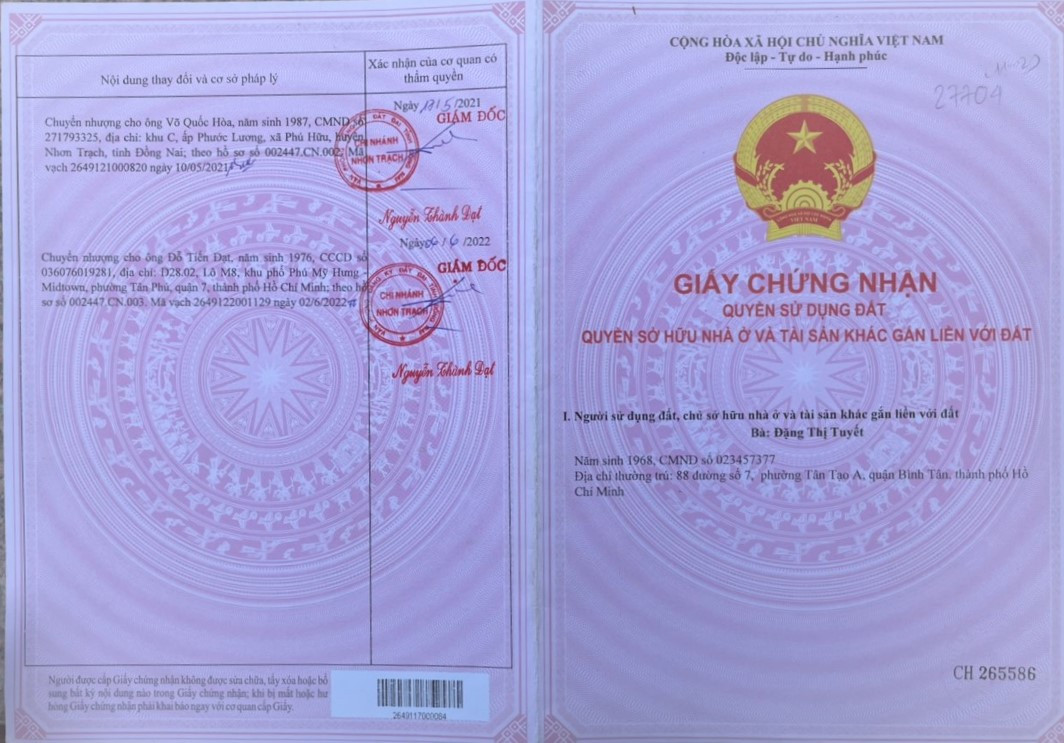 Nội dung thay đổi và cơ sở pháp lý
Xác nhận của cơ quan có
thẩm quyền
Chuyển nhượng cho ông Võ Quốc Hòa, năm sinh 1987, CMND số
271793325, địa chỉ: khu C, ấp Phước Lương, xã Phú Hữu, huyện
Nhơn Trạch, tỉnh Đồng Nai; theo hồ sơ số 002447.CN.002. Mã
vạch 2649121000820 ngày 10/05/2021
Ngày /5/2021
GIÁM ĐỐC
CHI NHÁNH
NHƠN TRẠCH
Nguyễn Thành Đạt
Chuyển nhượng cho ông Đỗ Tiến Đạt, năm sinh 1976, CCCD số
036076019281, địa chỉ: D28.02, Lô M8, khu phố Phú Mỹ Hưng -
Midtown, phường Tân Phú, quận 7, thành phố Hồ Chí Minh; theo hồ
sơ số 002447.CN.003. Mã vạch 2649122001129 ngày 02/6/2022
Ngày 06/6/2022
GIÁM ĐỐC
CHI NHÁNH
NHƠN TRẠCH
Nguyễn Thành Đạt
Người được cấp Giấy chứng nhận không được sửa chữa, tẩy xóa hoặc bổ
sung bất kỳ nội dung nào trong Giấy chứng nhận; khi bị mất hoặc hư
hỏng Giấy chứng nhận phải khai báo ngay với cơ quan cấp Giấy.
2649117000084
CỘNG HÒA XÃ HỘI CHỦ NGHĨA VIỆT NAM
Độc lập - Tự do - Hạnh phúc
27704
VIỆT NAM
GIẤY CHỨNG NHẬN
QUYỀN SỬ DỤNG ĐẤT
QUYỀN SỞ HỮU NHÀ Ở VÀ TÀI SẢN KHÁC GẮN LIỀN VỚI ĐẤT
I. Người sử dụng đất, chủ sở hữu nhà ở và tài sản khác gắn liền với đất
Bà: Đặng Thị Tuyết
Năm sinh 1968, CMND số 023457377
Địa chỉ thường trú: 88 đường số 7, phường Tân Tạo A, quận Bình Tân, thành phố Hồ
Chí Minh
CH 265586